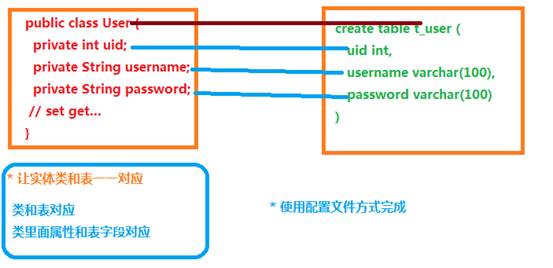 public class User {
private int uid;
private String username;
private String password;
// set get...
}
create table t_user (
uid int,
username varchar(100),
password varchar(100)
)
* 让实体类和表一一对应
类和表对应
类里面属性和表字段对应
* 使用配置文件方式完成